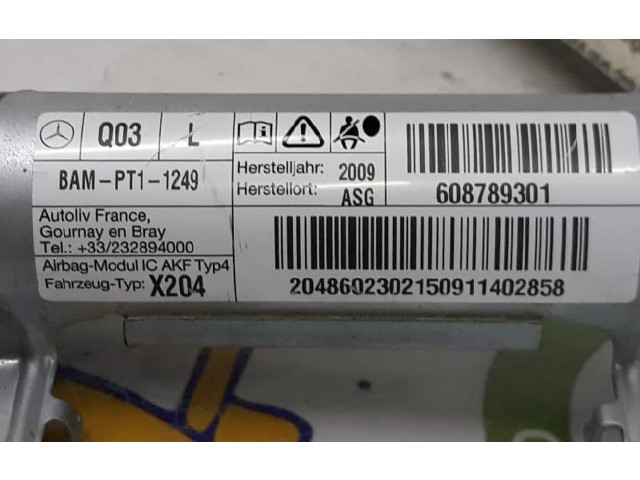 Q03 L
BAM-PT1-1249
Autoliv France,
Gournay en Bray
Tel.: +33/232894000
Airbag-Modul IC AKF Typ4
Fahrzeug-Typ: X204
Herstelljahr: 2009
Herstellort: ASG
608789301
2048602302150911402858